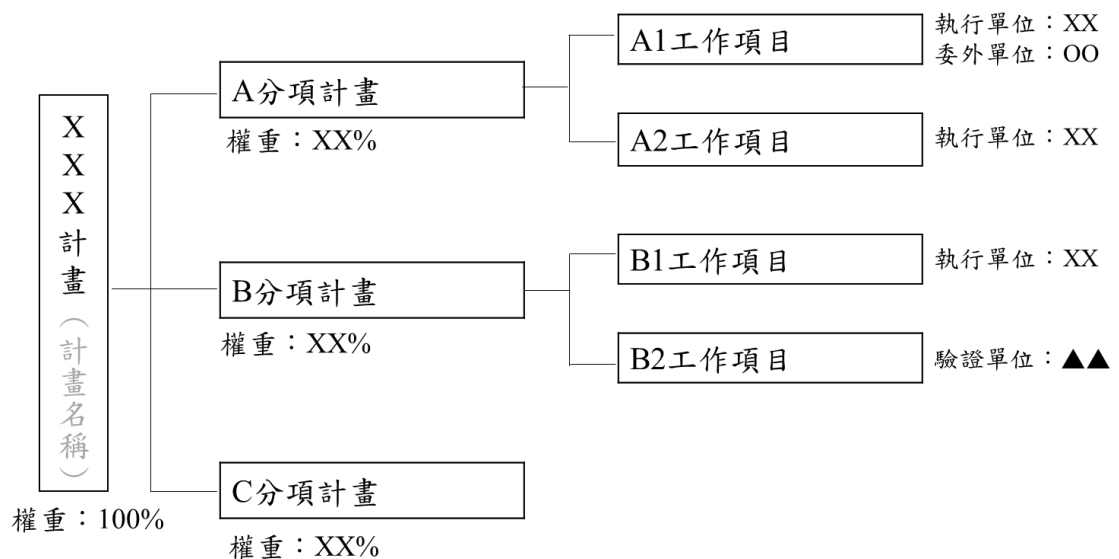 XXX計畫（計畫名稱）
權重：100%
A分項計畫
權重：XX%
A1工作項目
執行單位：XX
委外單位：OO
A2工作項目
執行單位：XX
B分項計畫
權重：XX%
B1工作項目
執行單位：XX
B2工作項目
驗證單位：▲▲
C分項計畫
權重：XX%